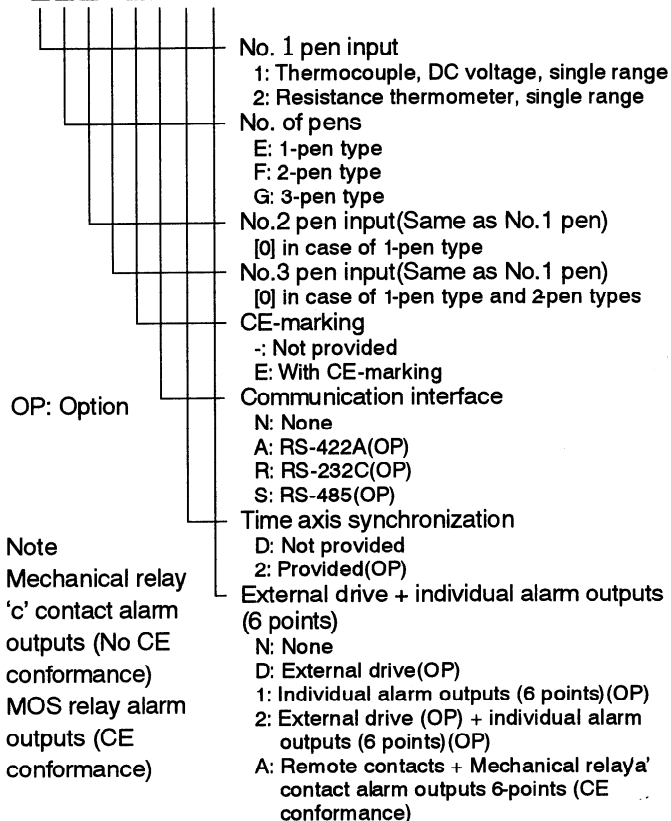 No. 1 pen input
1: Thermocouple, DC voltage, single range
2: Resistance thermometer, single range
No. of pens
E: 1-pen type
F: 2-pen type
G: 3-pen type
No.2 pen input(Same as No.1 pen)
[0] in case of 1-pen type
No.3 pen input(Same as No.1 pen)
[0] in case of 1-pen type and 2-pen types
CE-marking
-: Not provided
E: With CE-marking
OP: Option
Communication interface
N: None
A: RS-422A(OP)
R: RS-232C(OP)
S: RS-485(OP)
Time axis synchronization
D: Not provided
2: Provided(OP)
External drive + individual alarm outputs
(6 points)
N: None
D: External drive(OP)
1: Individual alarm outputs (6 points)(OP)
2: External drive (OP) + individual alarm
outputs (6 points)(OP)
A: Remote contacts + Mechanical relay'a'
contact alarm outputs 6-points (CE
conformance)
Note
Mechanical relay
'c' contact alarm
outputs (No CE
conformance)
MOS relay alarm
outputs (CE
conformance)